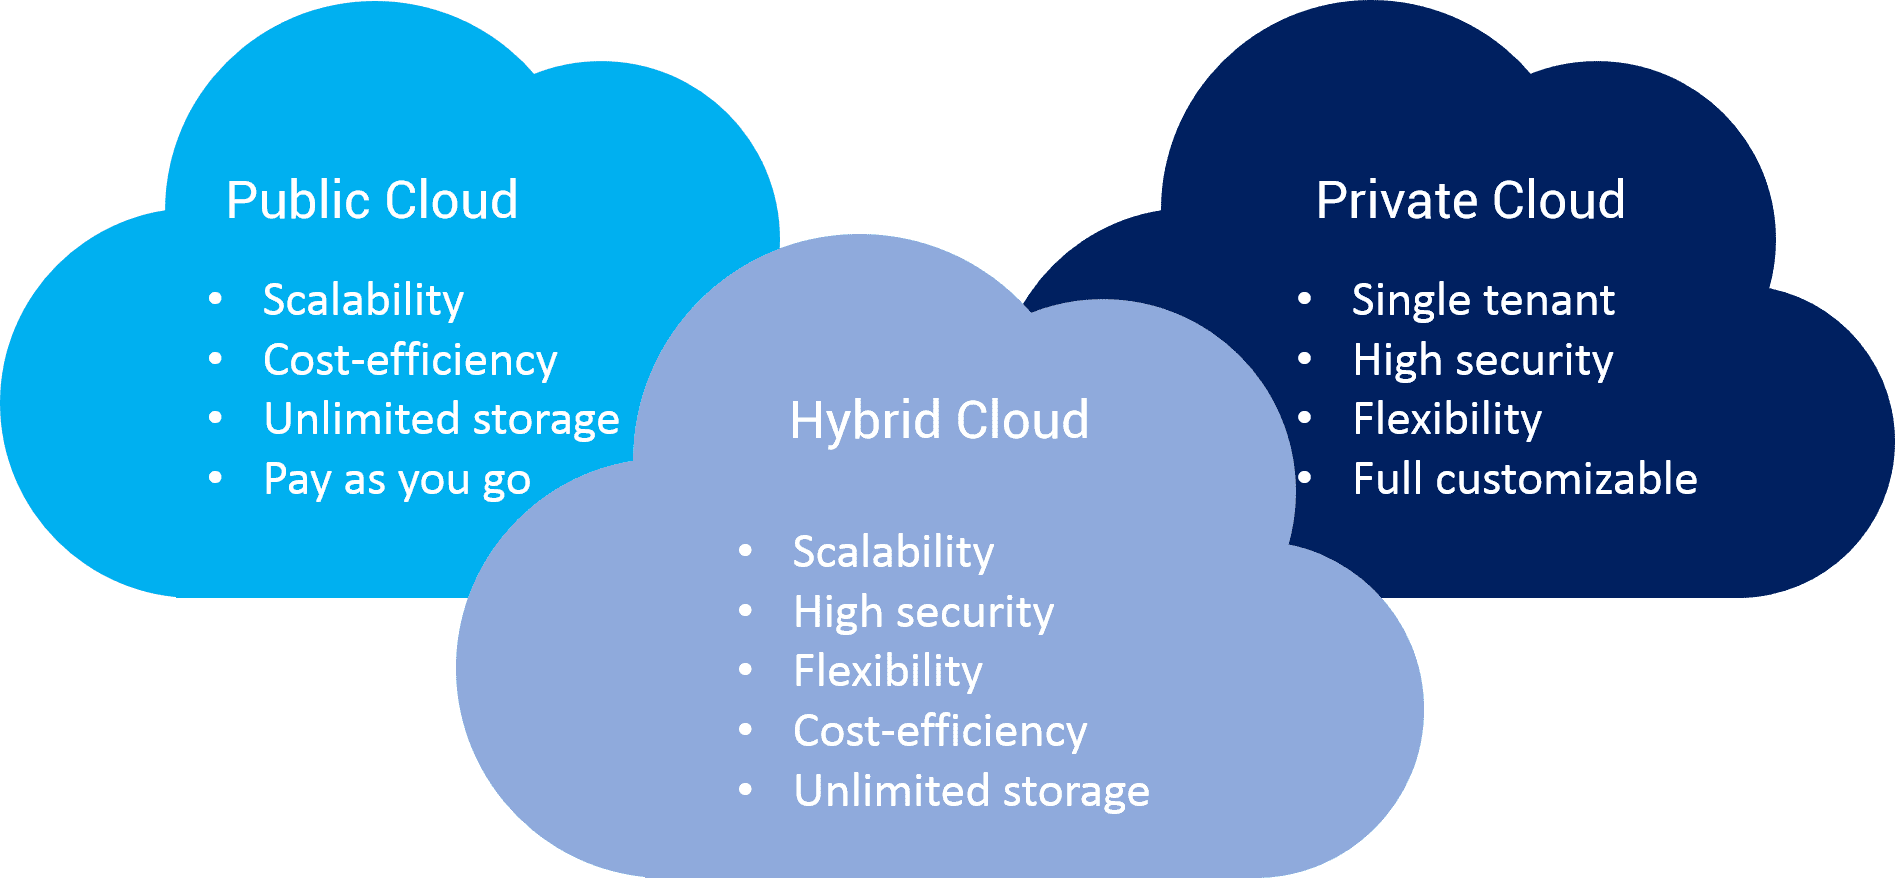 Public Cloud
• Scalability
• Cost-efficiency
• Unlimited storage
• Pay as you go
Private Cloud
• Single tenant
• High security
• Flexibility
• Full customizable
Hybrid Cloud
• Scalability
• High security
• Flexibility
• Cost-efficiency
• Unlimited storage